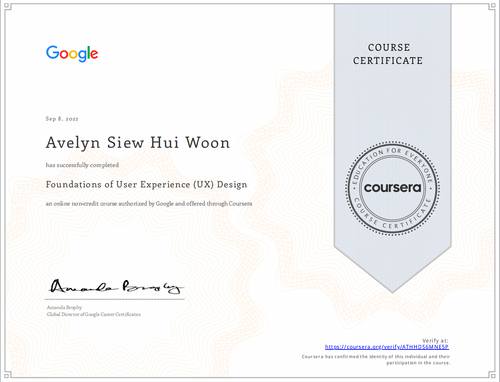 Google
COURSE
CERTIFICATE
Sep 8, 2022
Avelyn Siew Hui Woon
has successfully completed
Foundations of User Experience (UX) Design
an online non-credit course authorized by Google and offered through Coursera
EDUCATION FOR EVERYONE
coursera
COURSE CERTIFICATE
Amanda Brophy
Amanda Brophy
Global Director of Google Career Certificates
Verify at:
https://coursera.org/verify/ATHHDS6MNESP
Coursera has confirmed the identity of this individual and their
participation in the course.